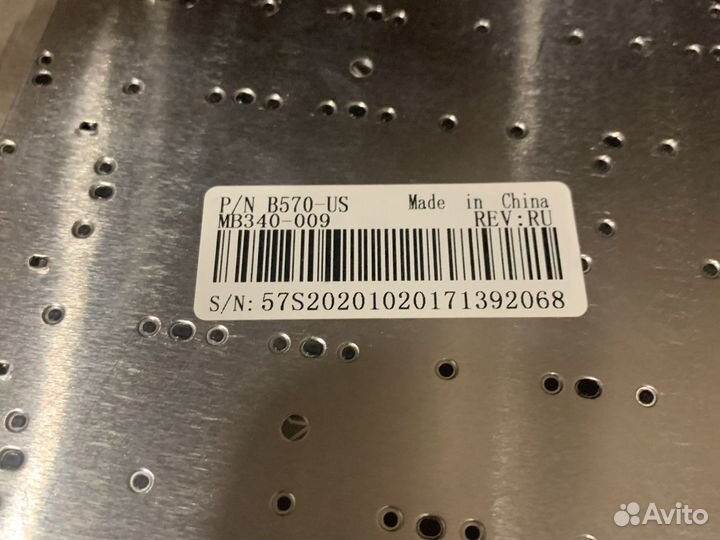 P/N B570-US Made in China
MB340-009 REV:RU
S/N: 57S20201020171392068
Avito